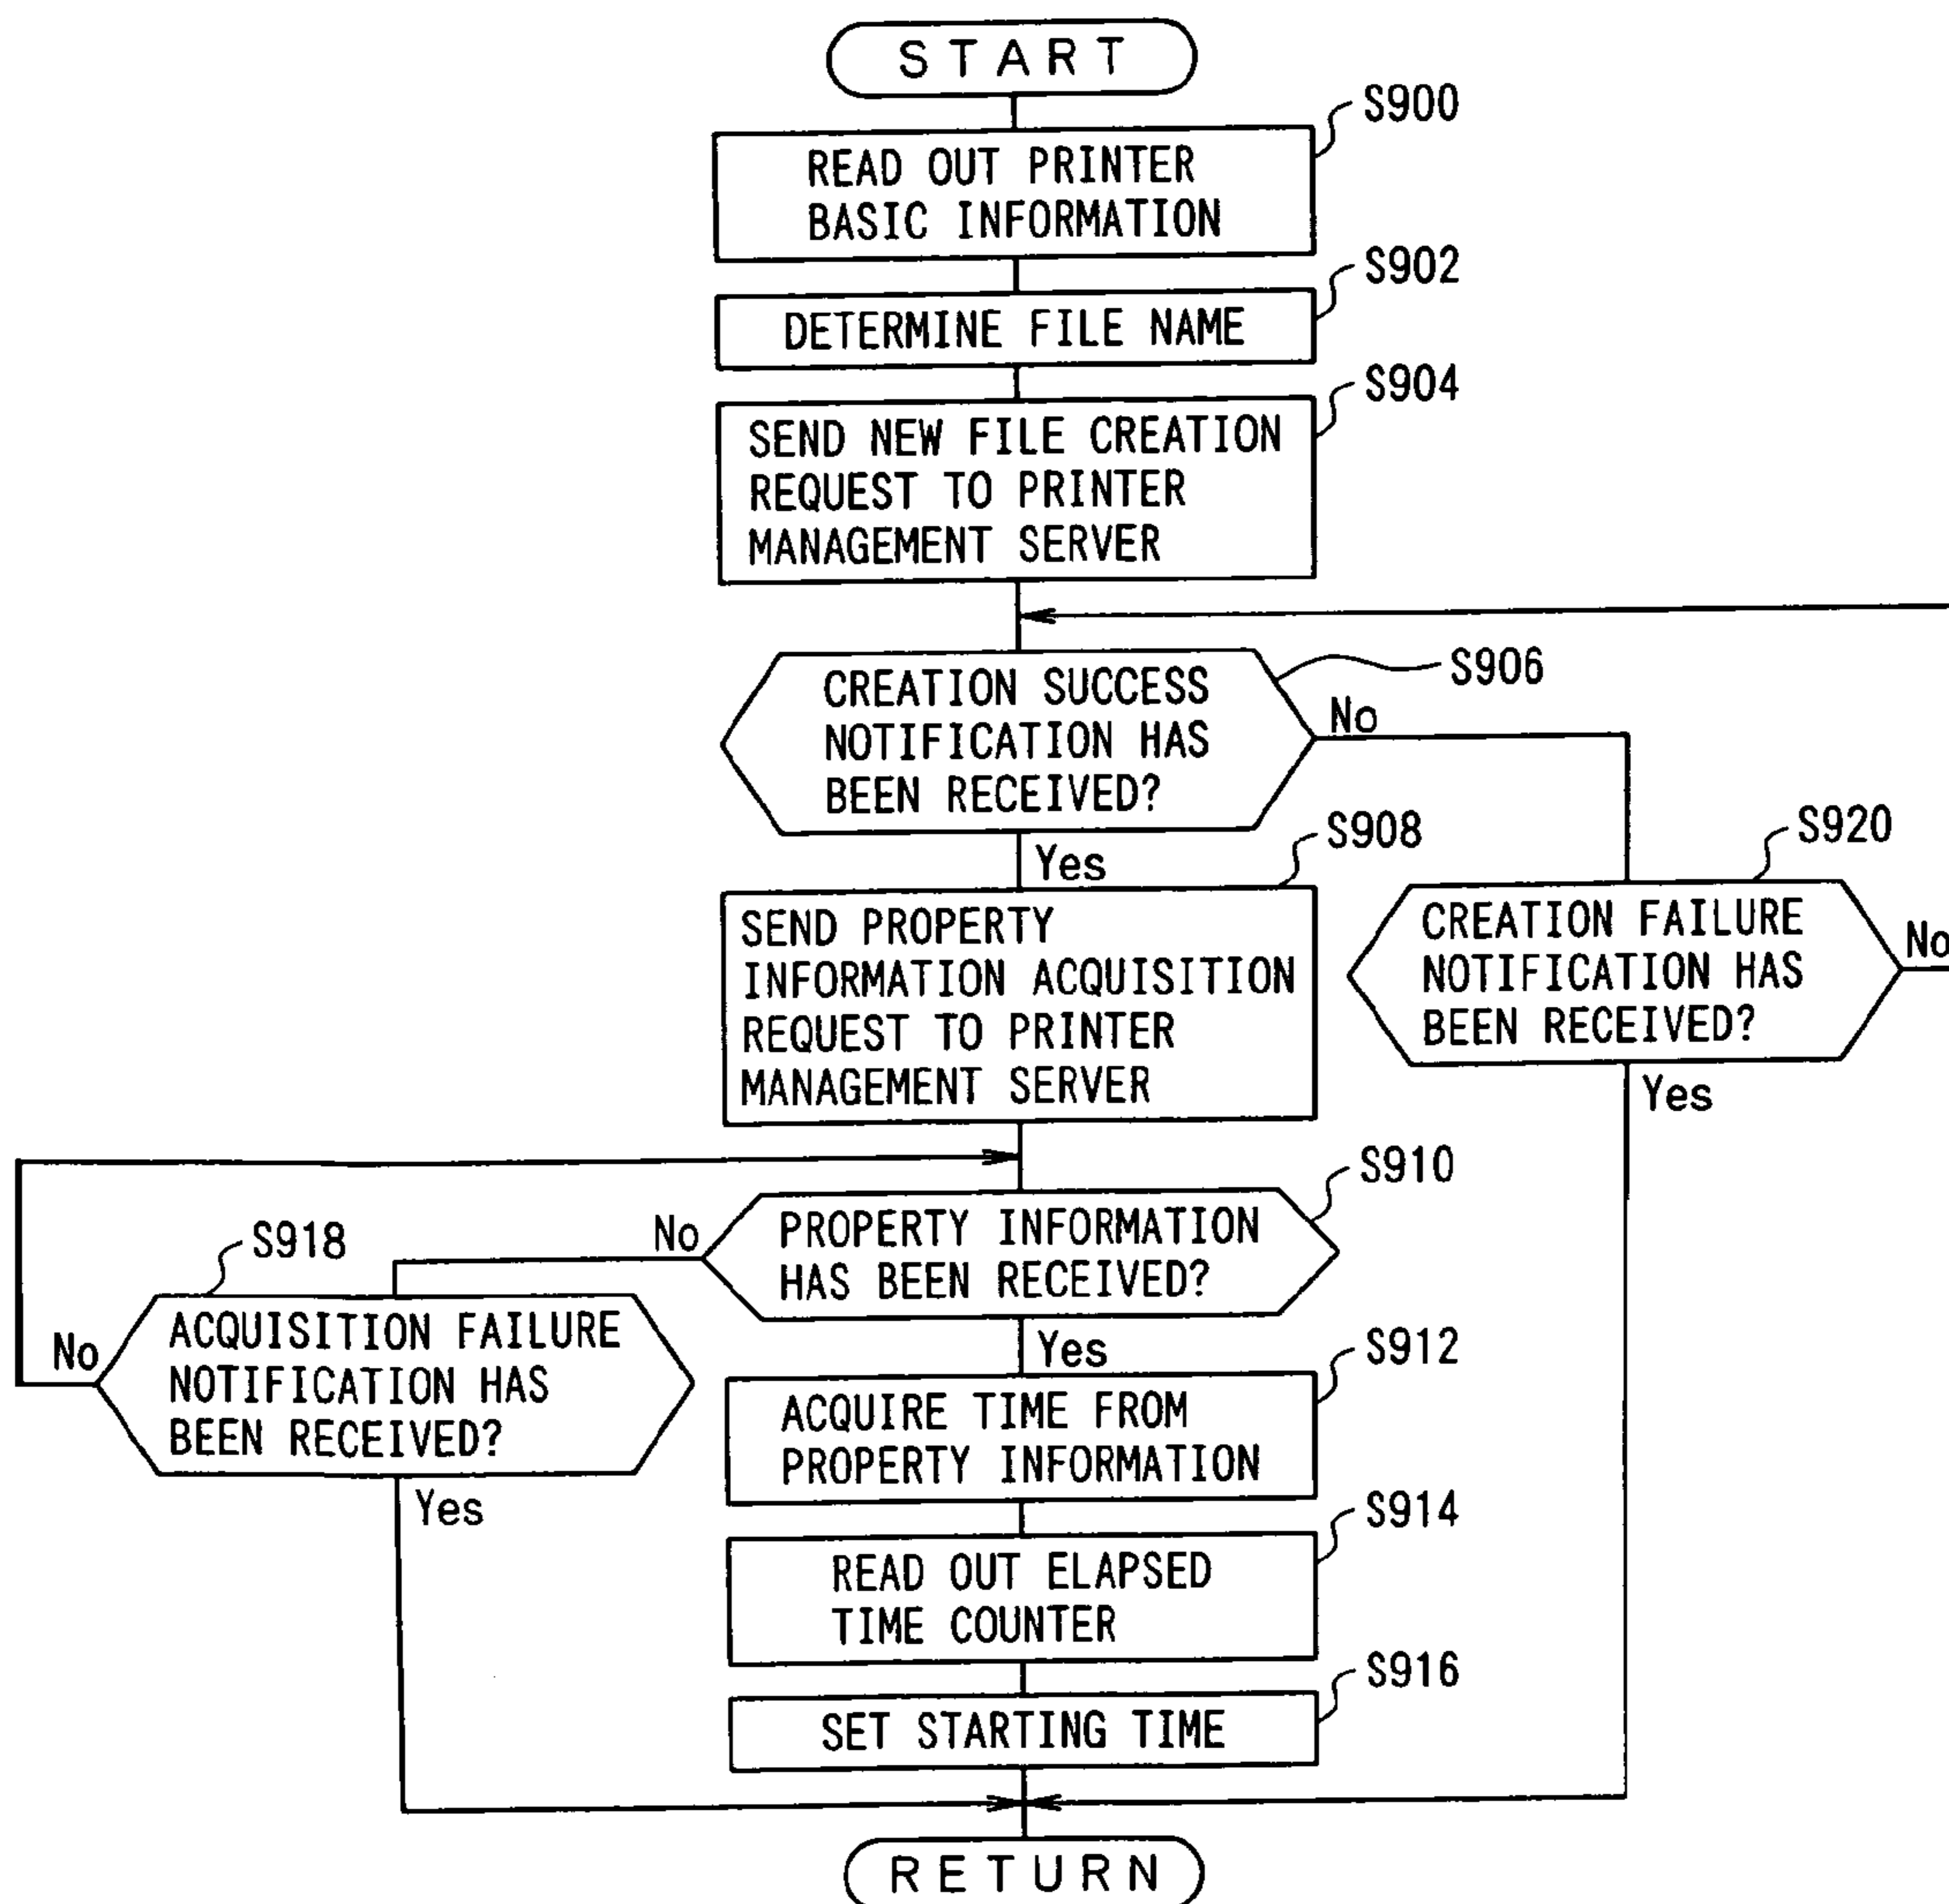 START
S900
READ OUT PRINTER
BASIC INFORMATION
S902
DETERMINE FILE NAME
S904
SEND NEW FILE CREATION
REQUEST TO PRINTER
MANAGEMENT SERVER
S906
CREATION SUCCESS
NOTIFICATION HAS
BEEN RECEIVED?
No
Yes
S908
SEND PROPERTY
INFORMATION ACQUISITION
REQUEST TO PRINTER
MANAGEMENT SERVER
S920
CREATION FAILURE
NOTIFICATION HAS
BEEN RECEIVED?
No
Yes
S910
PROPERTY INFORMATION
HAS BEEN RECEIVED?
No
Yes
S918
ACQUISITION FAILURE
NOTIFICATION HAS
BEEN RECEIVED?
No
Yes
S912
ACQUIRE TIME FROM
PROPERTY INFORMATION
S914
READ OUT ELAPSED
TIME COUNTER
S916
SET STARTING TIME
RETURN